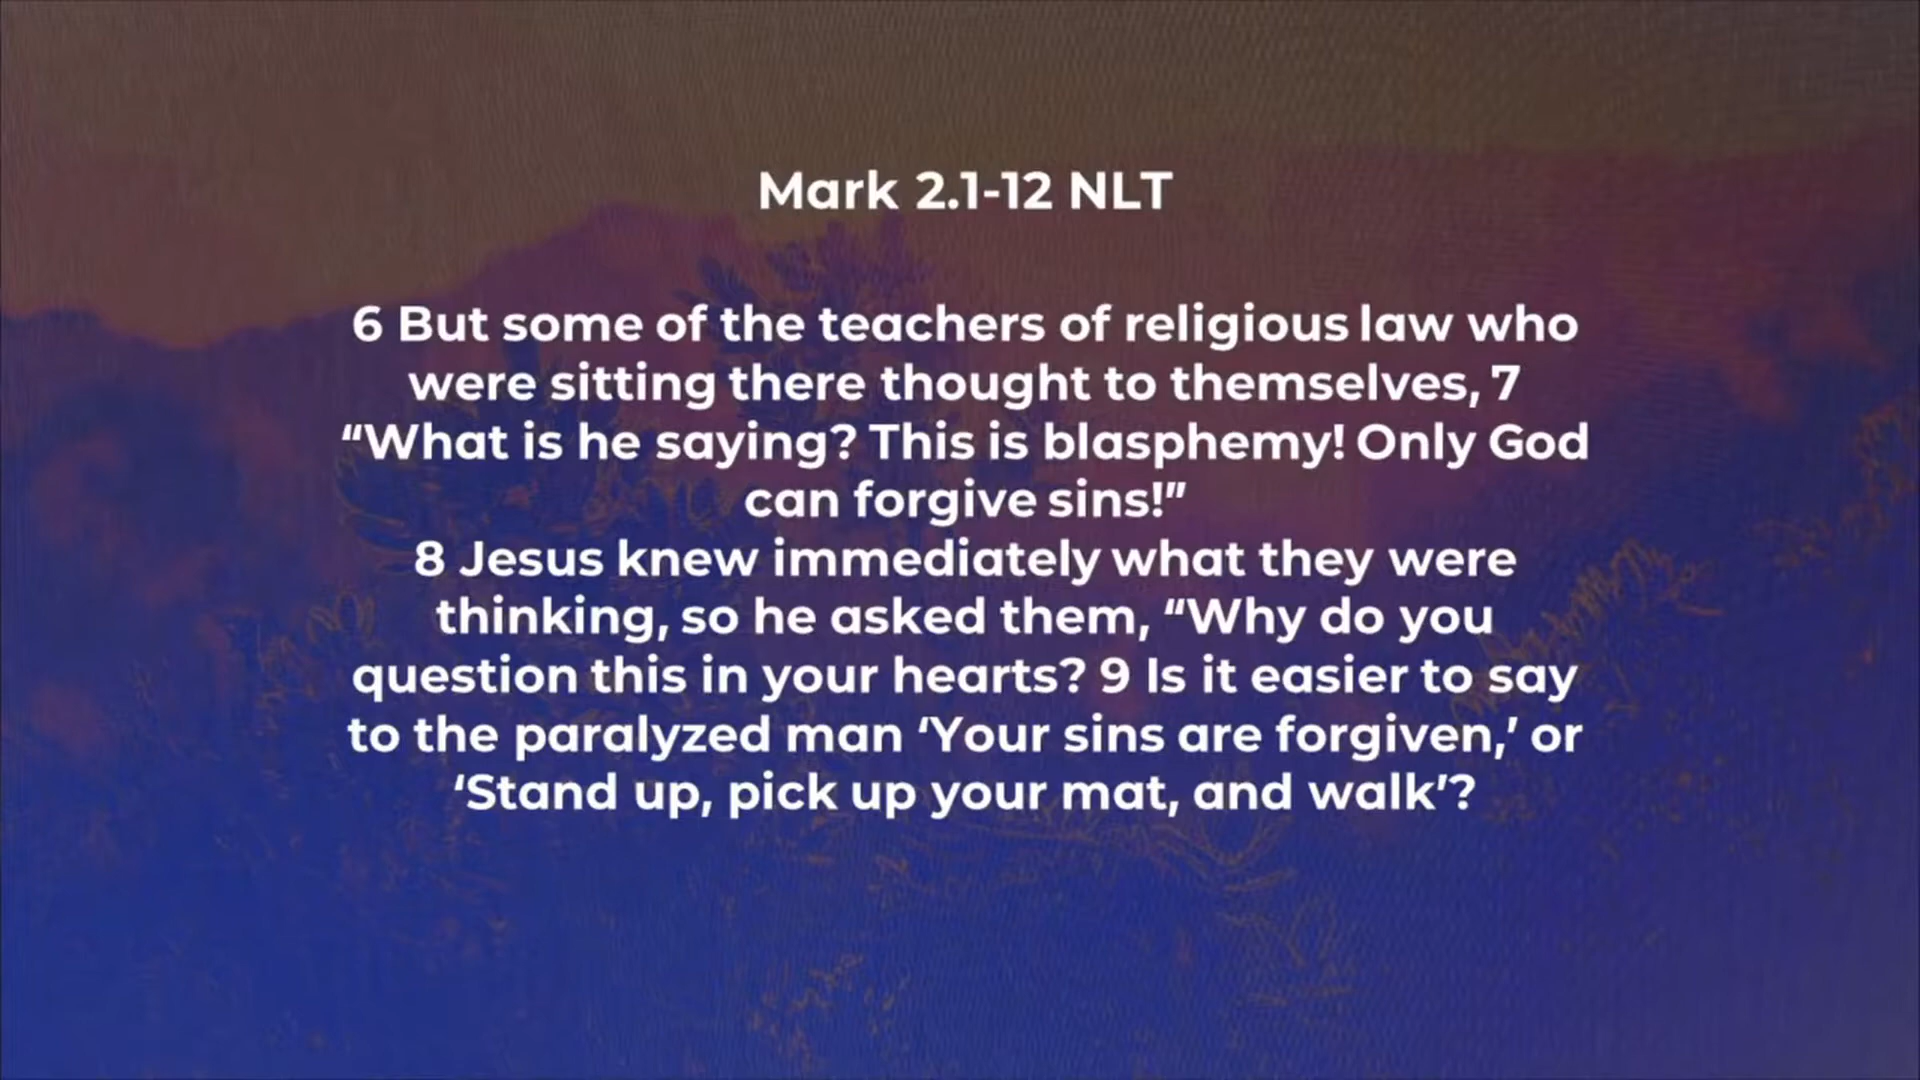 Mark 2.1-12 NLT
6 But some of the teachers of religious law who
were sitting there thought to themselves, 7
“What is he saying? This is blasphemy! Only God
can forgive sins!”
8 Jesus knew immediately what they were
thinking, so he asked them, “Why do you
question this in your hearts? 9 Is it easier to say
to the paralyzed man ‘Your sins are forgiven,’ or
‘Stand up, pick up your mat, and walk’?